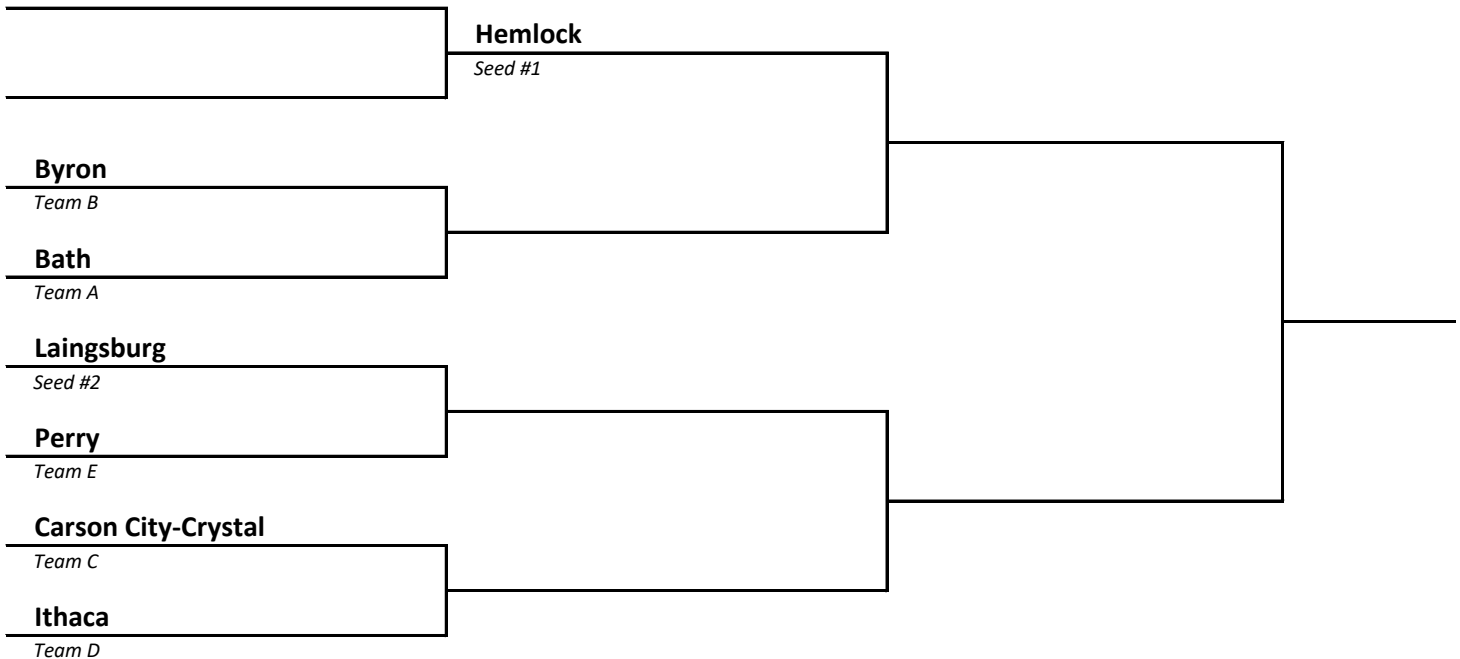 Hemlock
Seed #1
Byron
Team B
Bath
Team A
Laingsburg
Seed #2
Perry
Team E
Carson City-Crystal
Team C
Ithaca
Team D